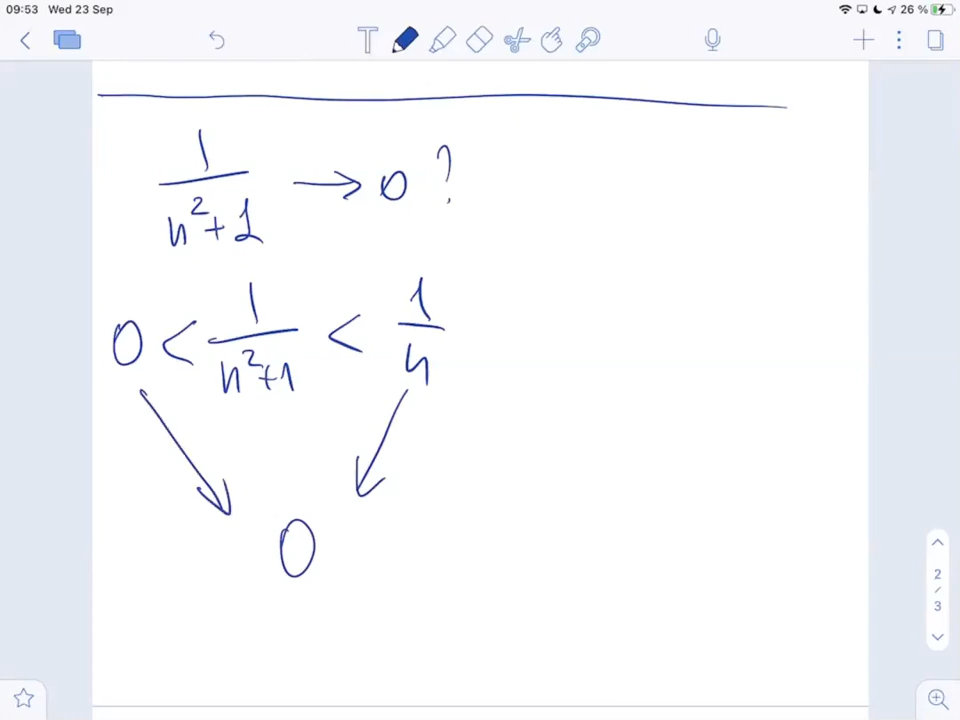 09:53 Wed 23 Sep
26 %
T
1/(n²+1) → 0 ?
0 < 1/(n²+1) < 1/n
0
2
/
3